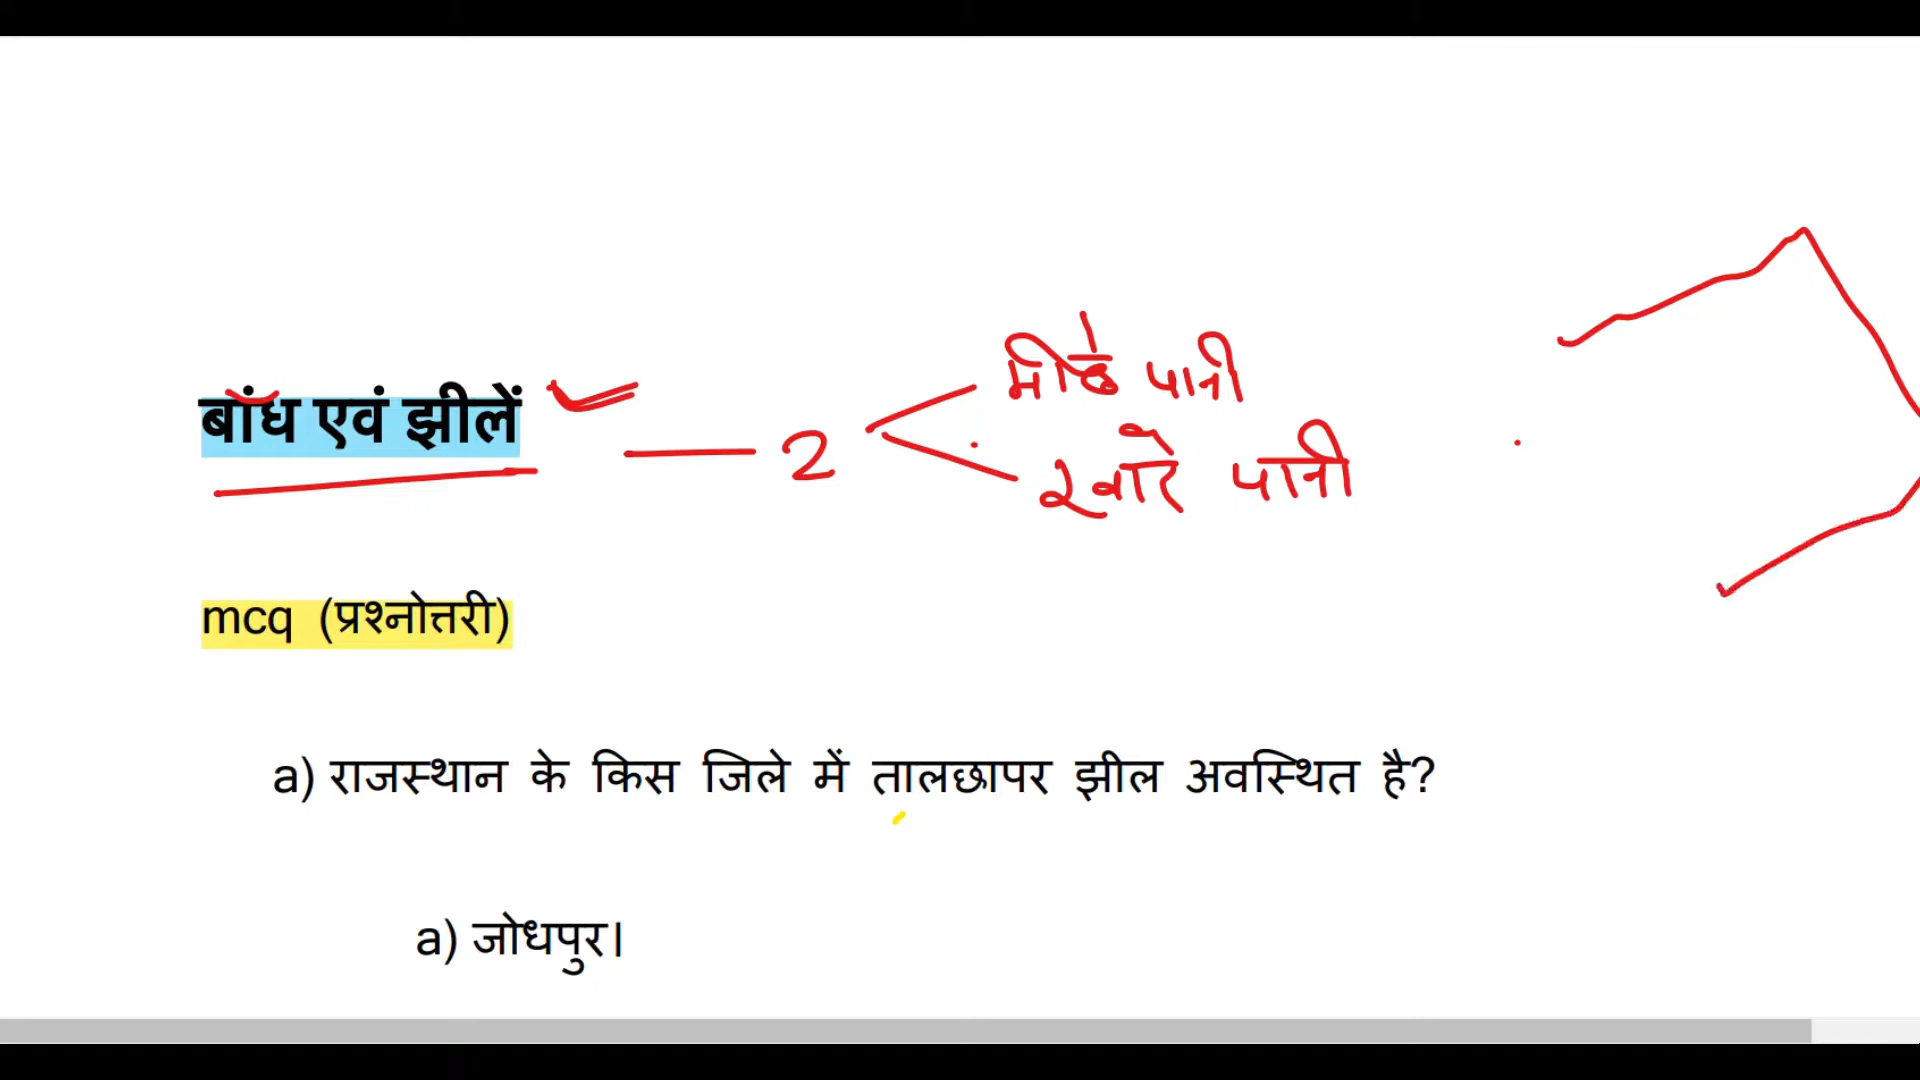 मीठे पानी
बांध एवं झीलें — 2
खारे पानी
mcq (प्रश्नोत्तरी)
a) राजस्थान के किस जिले में तालछापर झील अवस्थित है?
a) जोधपुर।